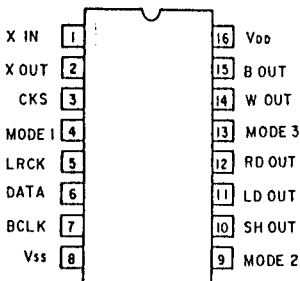 X IN 1 16 VDD
X OUT 2 15 B OUT
CKS 3 14 W OUT
MODE 1 4 13 MODE 3
LRCK 5 12 RD OUT
DATA 6 11 LD OUT
BCLK 7 10 SH OUT
Vss 8 9 MODE 2